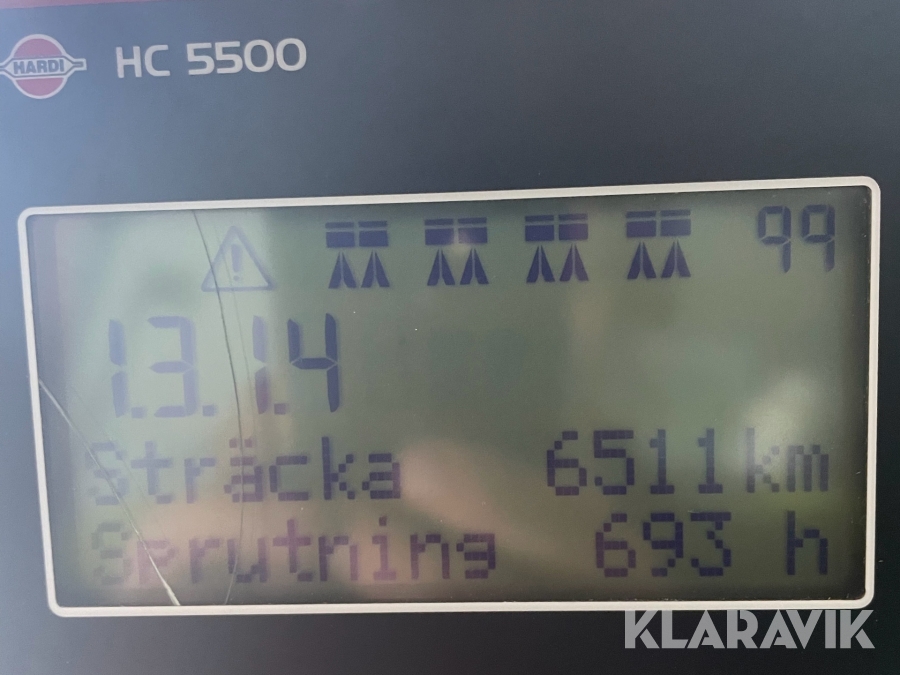 HARDI HC 5500
99
1.3.1.4
Sträcka 6511km
Sprutning 693 h
KLARAVIK